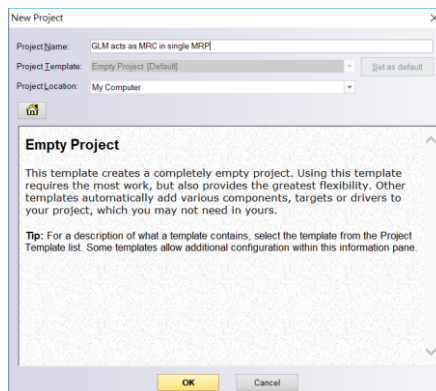 New Project
Project Name: GLM acts as MRC in single MRP
Project Template: Empty Project [Default] Set as default
Project Location: My Computer
Empty Project
This template creates a completely empty project. Using this template
requires the most work, but also provides the greatest flexibility. Other
templates automatically add various components, targets or drivers to
your project, which you may not need in yours.
Tip: For a description of what a template contains, select the template from the Project
Template list. Some templates allow additional configuration within this information pane.
OK Cancel